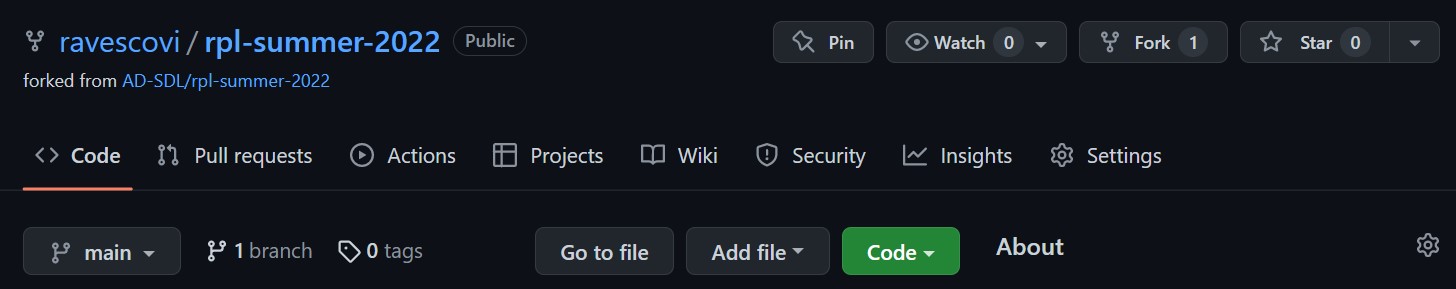 ravescovi / rpl-summer-2022 Public Pin Watch 0 Fork 1 Star 0
forked from AD-SDL/rpl-summer-2022
Code Pull requests Actions Projects Wiki Security Insights Settings
main 1 branch 0 tags Go to file Add file Code About